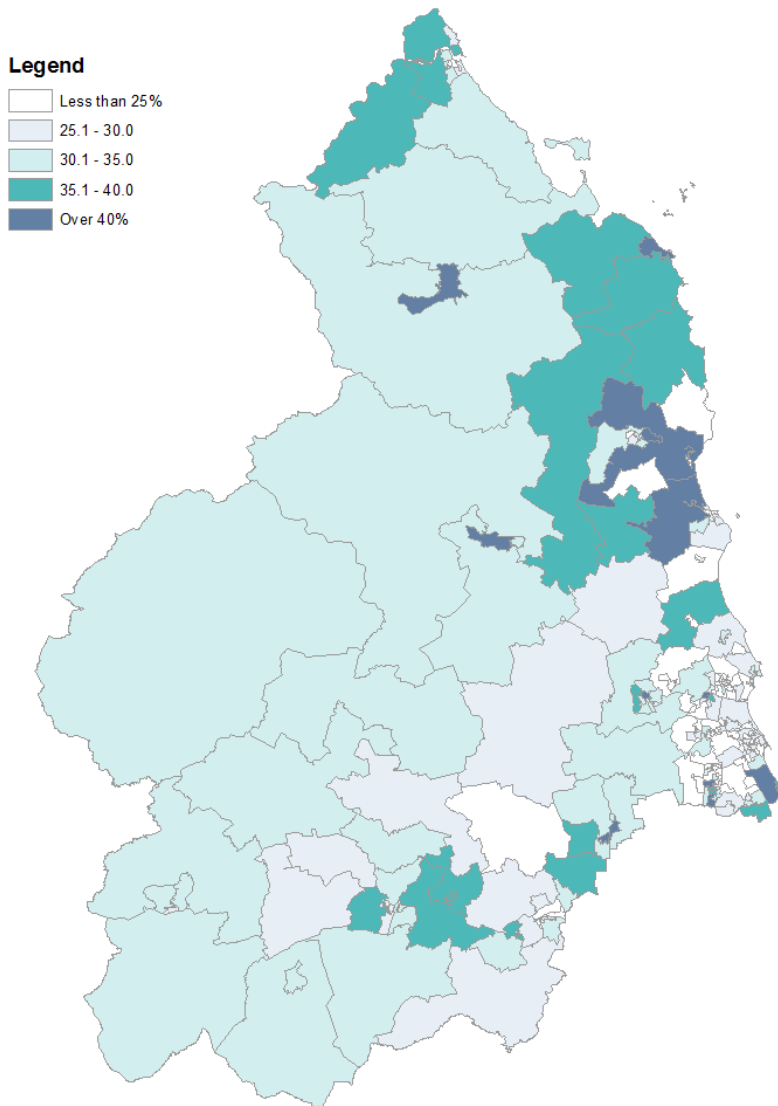 Legend
Less than 25%
25.1 - 30.0
30.1 - 35.0
35.1 - 40.0
Over 40%